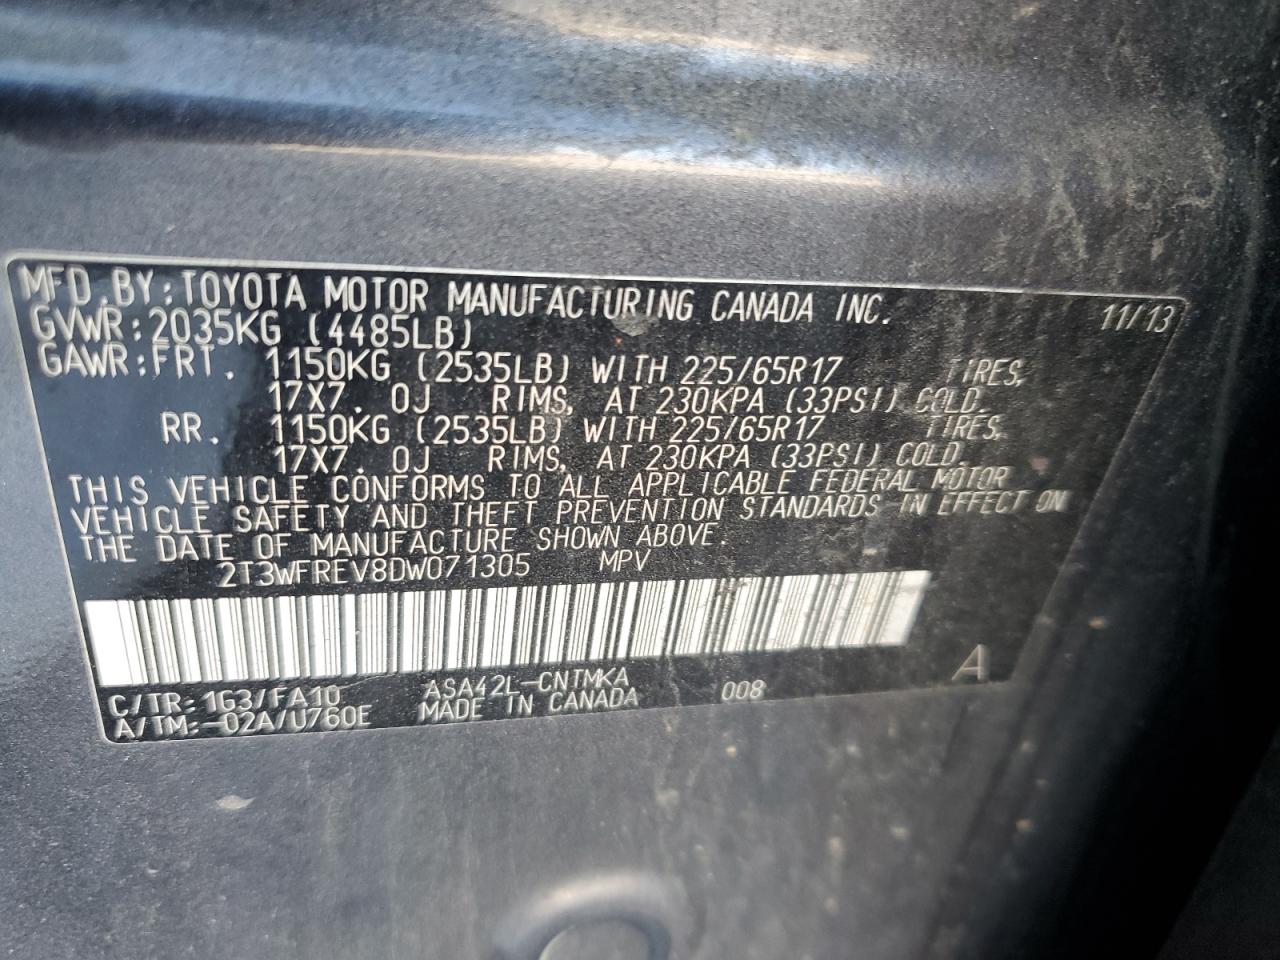 MFD.BY:TOYOTA MOTOR MANUFACTURING CANADA INC. 11/13
GVWR:2035KG (4485LB)
GAWR:FRT. 1150KG (2535LB) WITH 225/65R17 TIRES,
17X7.0J RIMS, AT 230KPA (33PSI) COLD.
RR. 1150KG (2535LB) WITH 225/65R17 TIRES,
17X7.0J RIMS, AT 230KPA (33PSI) COLD.
THIS VEHICLE CONFORMS TO ALL APPLICABLE FEDERAL MOTOR
VEHICLE SAFETY AND THEFT PREVENTION STANDARDS IN EFFECT ON
THE DATE OF MANUFACTURE SHOWN ABOVE.
2T3WFREV8DW071305 MPV
A
C/TR:1G3/FA10 ASA42L-CNTMKA 008
A/TM:-02A/U760E MADE IN CANADA